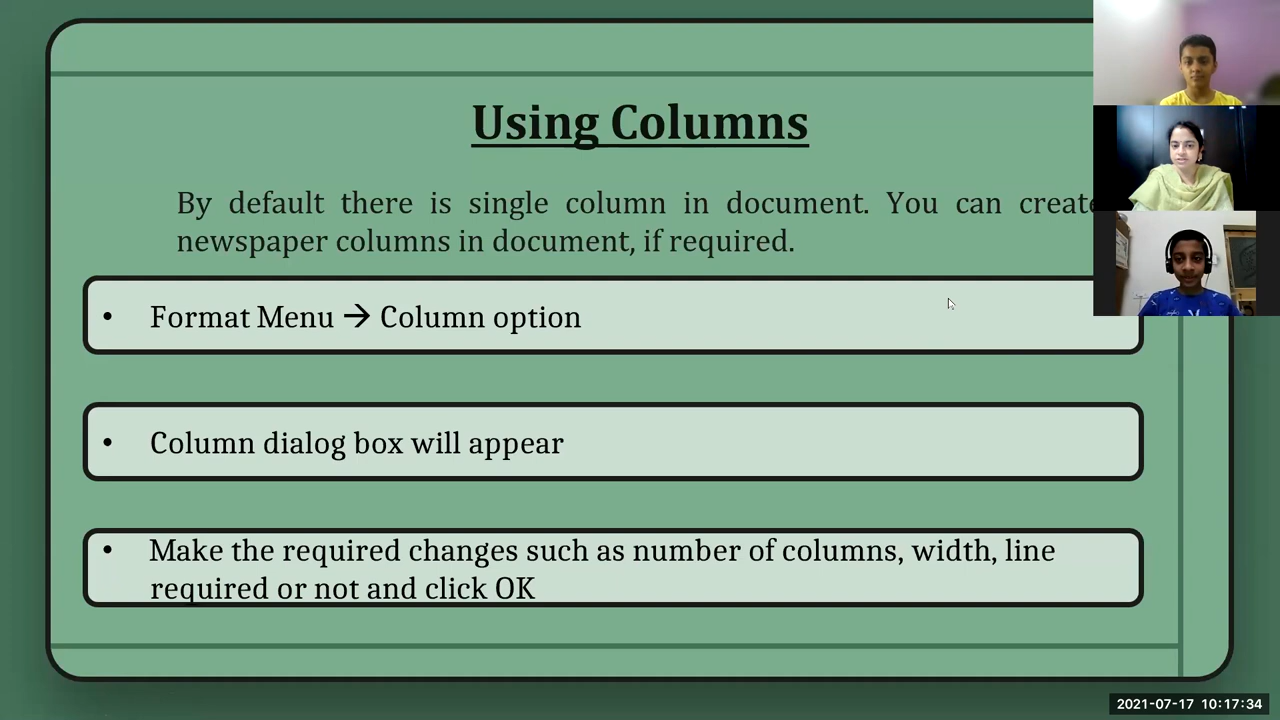 Using Columns
By default there is single column in document. You can create
newspaper columns in document, if required.
• Format Menu → Column option
• Column dialog box will appear
• Make the required changes such as number of columns, width, line
required or not and click OK
2021-07-17 10:17:34